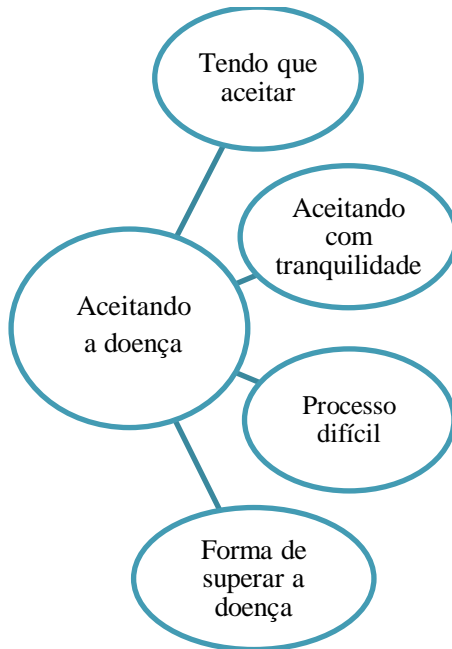 Tendo que
aceitar
Aceitando
com
tranquilidade
Aceitando
a doença
Processo
difícil
Forma de
superar a
doença